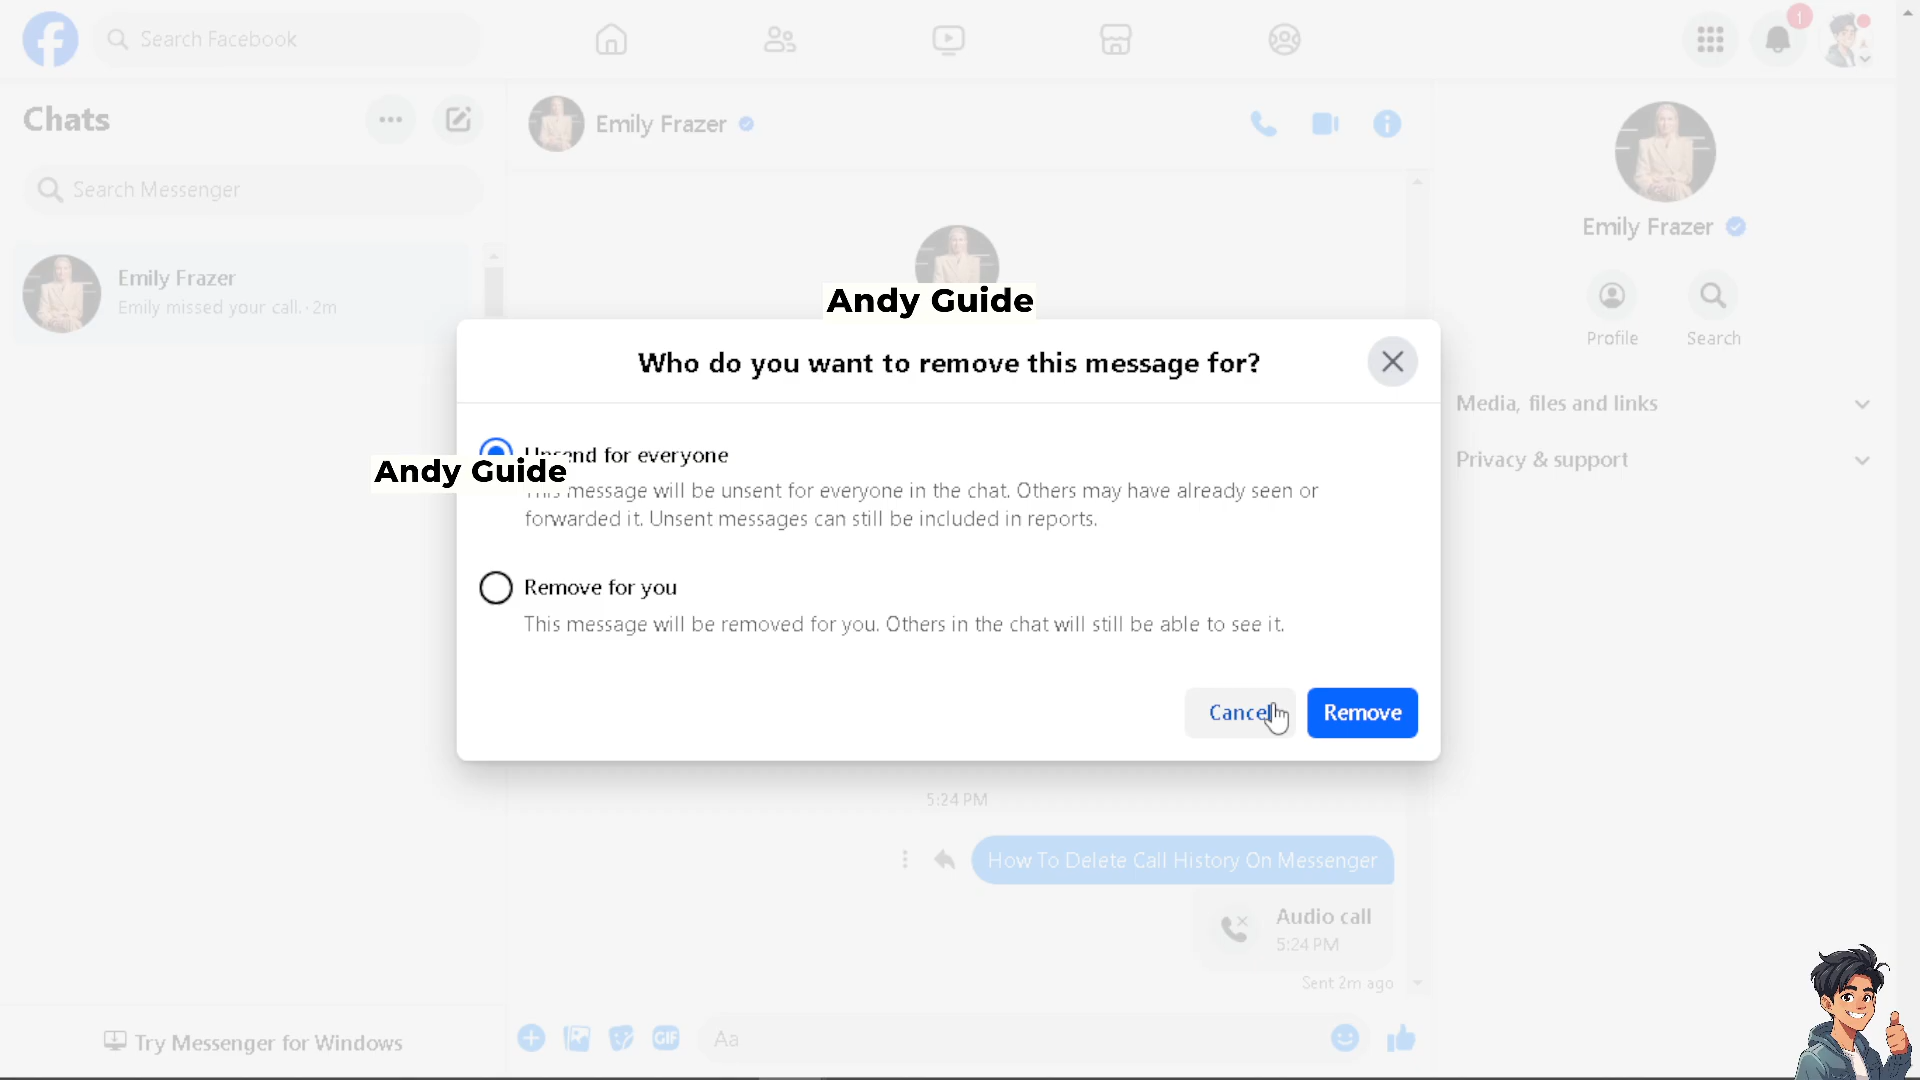 Search Facebook
1
Chats
Emily Frazer
Search Messenger
Emily Frazer
Emily missed your call. · 2m
Emily Frazer
Profile
Search
Media, files and links
Privacy & support
Andy Guide
Who do you want to remove this message for?
Unsend for everyone
Andy Guide
This message will be unsent for everyone in the chat. Others may have already seen or
forwarded it. Unsent messages can still be included in reports.
Remove for you
This message will be removed for you. Others in the chat will still be able to see it.
Cancel
Remove
5:24 PM
How To Delete Call History On Messenger
Audio call
5:24 PM
Sent 2m ago
Try Messenger for Windows
GIF
Aa